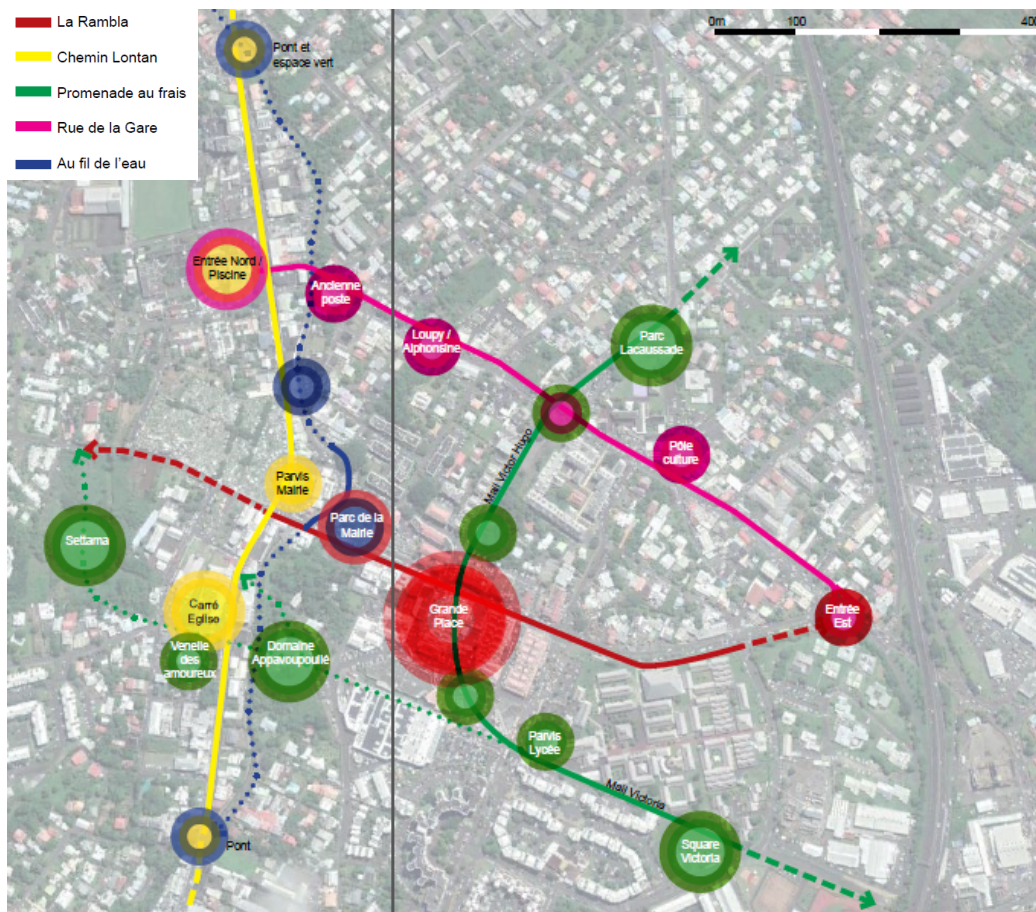 La Rambla
Chemin Lontan
Promenade au frais
Rue de la Gare
Au fil de l'eau
0m 100 400
Pont et
espace vert
Entrée Nord /
Piscine
Ancienne
poste
Loupy /
Alphonsine
Parc
Lacaussade
Mail Victor Hugo
Pôle
culture
Parvis
Mairie
Parc de la
Mairie
Settama
Carré
Eglise
Grande
Place
Entrée
Est
Venelle
des
amoureux
Domaine
Appavoupoullé
Parvis
Lycée
Mail Victoria
Pont
Square
Victoria